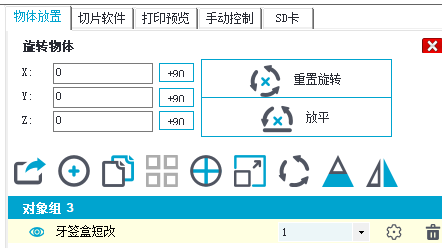 物体放置 切片软件 打印预览 手动控制 SD卡
旋转物体
X: 0 +90 重置旋转
Y: 0 +90
Z: 0 +90 放平
对象组 3
牙签盒短改 1